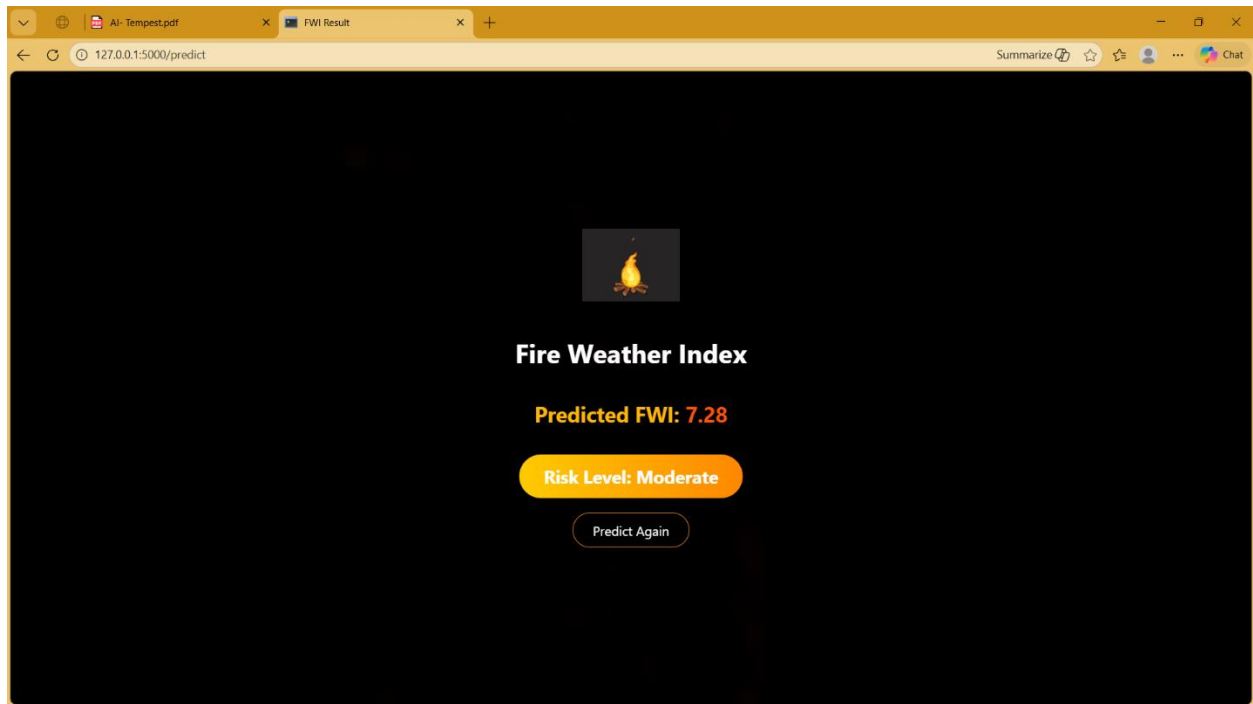 AI- Tempest.pdf
FWI Result
127.0.0.1:5000/predict
Summarize
Chat
Fire Weather Index
Predicted FWI: 7.28
Risk Level: Moderate
Predict Again